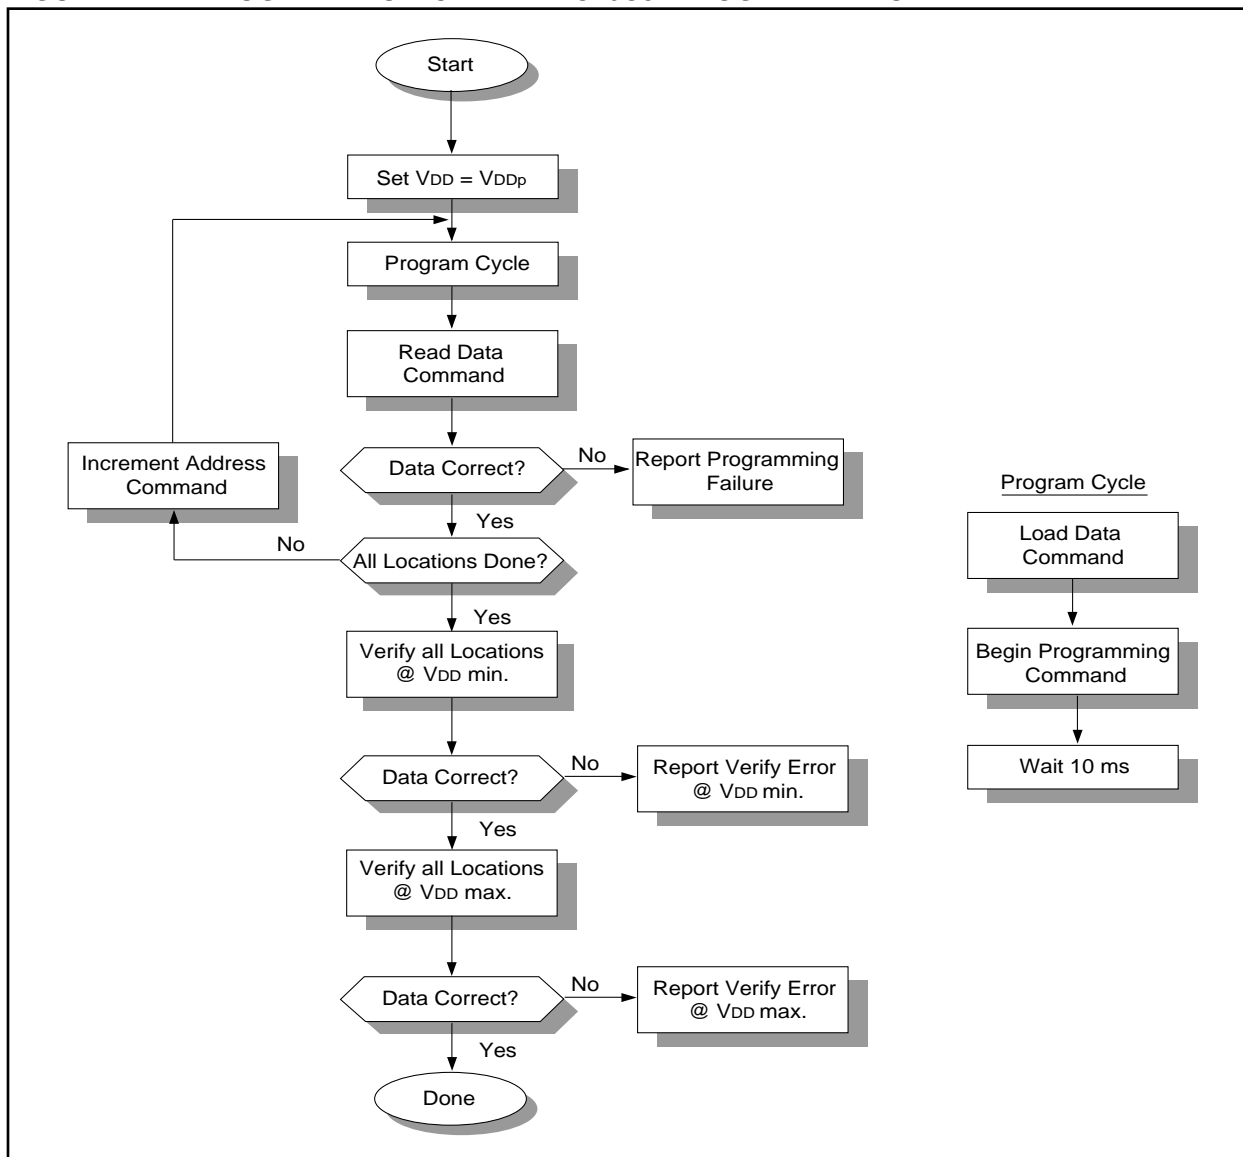 Start
Set VDD = VDDp
Program Cycle
Read Data
Command
Data Correct?
No
Report Programming
Failure
Increment Address
Command
Yes
No
All Locations Done?
Yes
Verify all Locations
@ VDD min.
Data Correct?
No
Report Verify Error
@ VDD min.
Yes
Verify all Locations
@ VDD max.
Data Correct?
No
Report Verify Error
@ VDD max.
Yes
Done
Program Cycle
Load Data
Command
Begin Programming
Command
Wait 10 ms